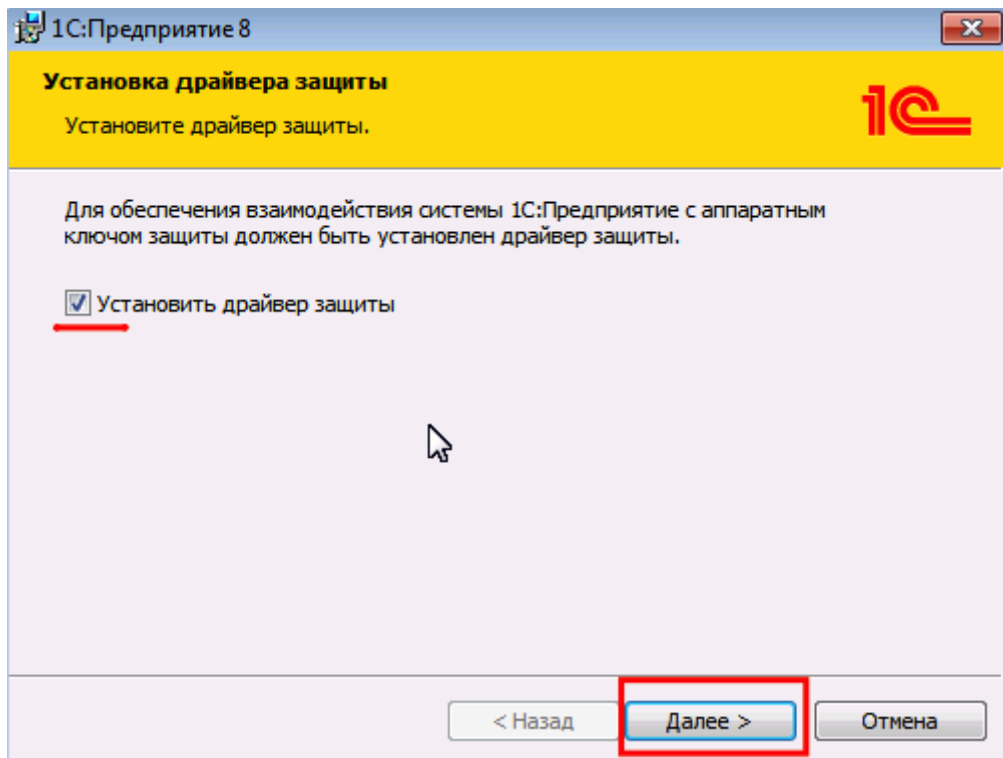 1С:Предприятие 8
Установка драйвера защиты
Установите драйвер защиты.
1С
Для обеспечения взаимодействия системы 1С:Предприятие с аппаратным
ключом защиты должен быть установлен драйвер защиты.
Установить драйвер защиты
< Назад
Далее >
Отмена